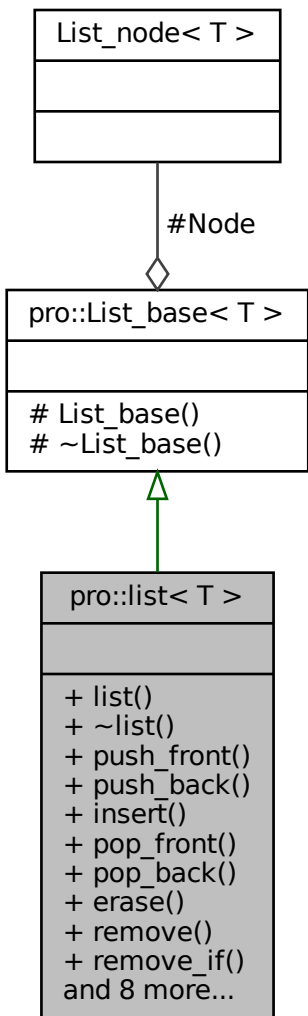 List_node< T >
#Node
pro::List_base< T >
# List_base()
# ~List_base()
pro::list< T >
+ list()
+ ~list()
+ push_front()
+ push_back()
+ insert()
+ pop_front()
+ pop_back()
+ erase()
+ remove()
+ remove_if()
and 8 more...